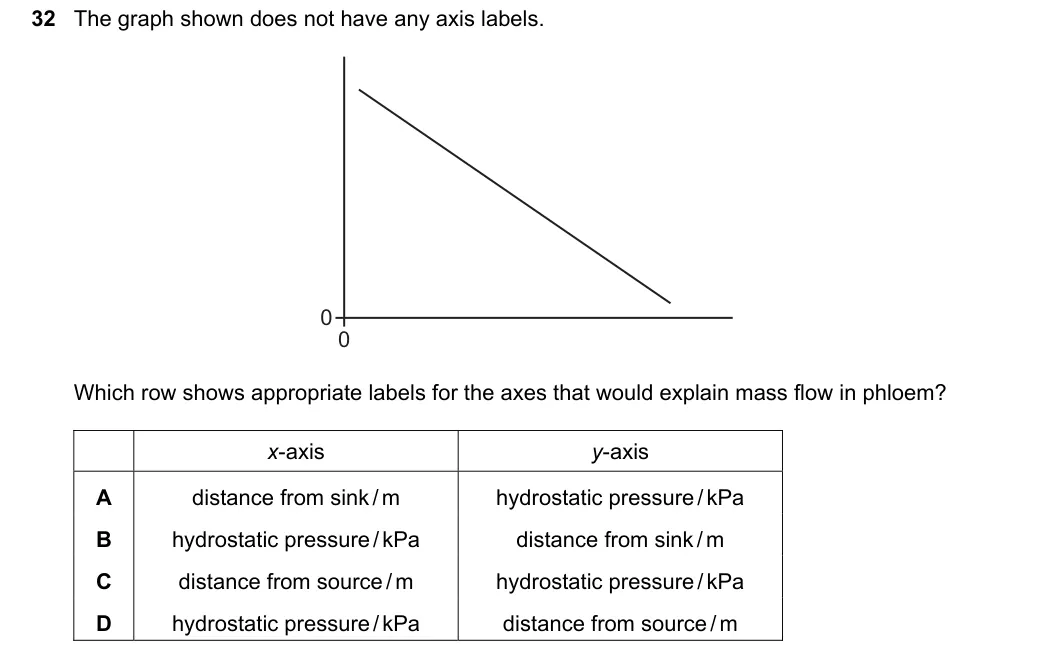 32 The graph shown does not have any axis labels.
0
0
Which row shows appropriate labels for the axes that would explain mass flow in phloem?
x-axis y-axis
A distance from sink/m hydrostatic pressure/kPa
B hydrostatic pressure/kPa distance from sink/m
C distance from source/m hydrostatic pressure/kPa
D hydrostatic pressure/kPa distance from source/m